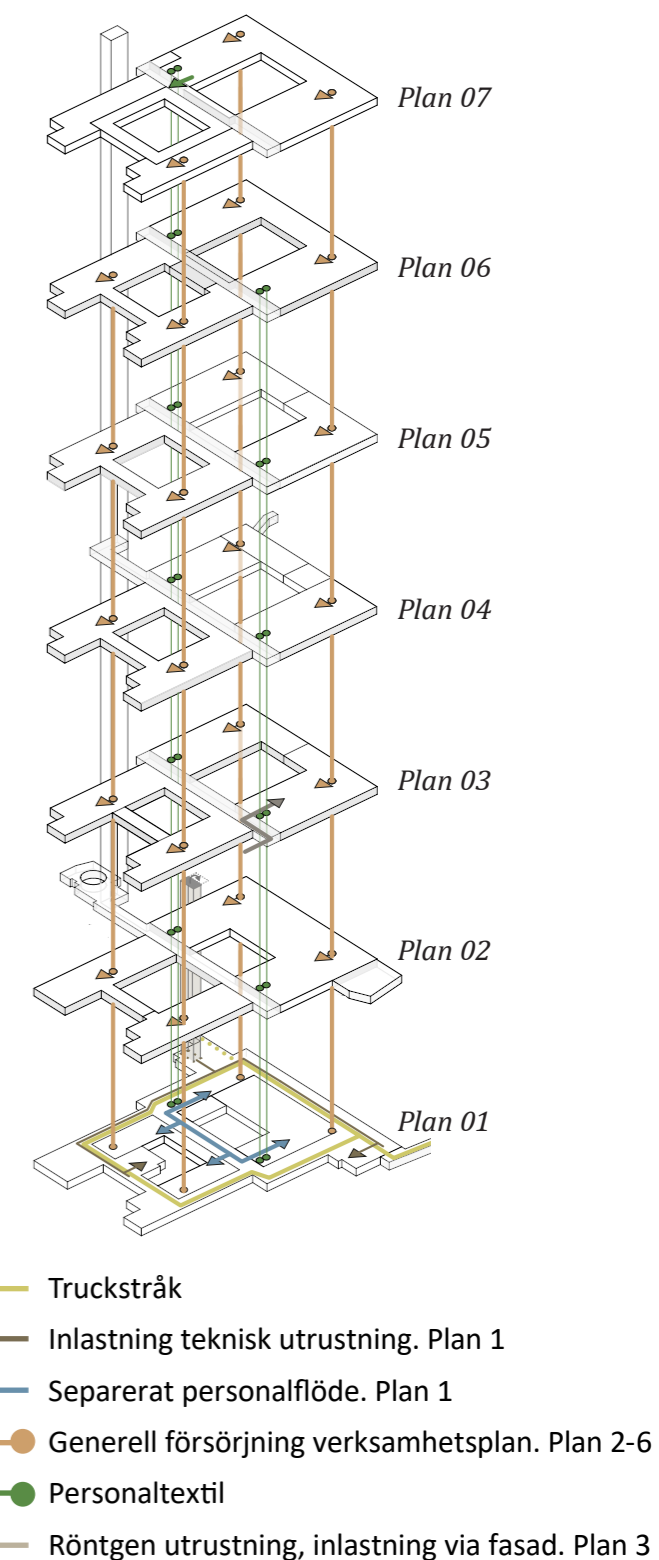 Plan 07
Plan 06
Plan 05
Plan 04
Plan 03
Plan 02
Plan 01
Truckstråk
Inlastning teknisk utrustning. Plan 1
Separerat personalflöde. Plan 1
Generell försörjning verksamhetsplan. Plan 2-6
Personaltextil
Röntgen utrustning, inlastning via fasad. Plan 3